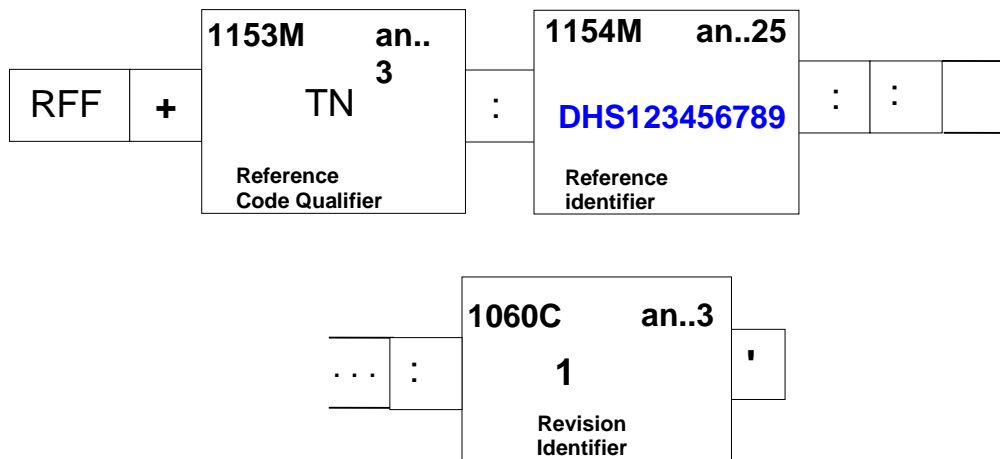 1153M an..
3
1154M an..25
RFF + TN : DHS123456789 : :
Reference
Code Qualifier
Reference
identifier
1060C an..3
... : 1 '
Revision
Identifier